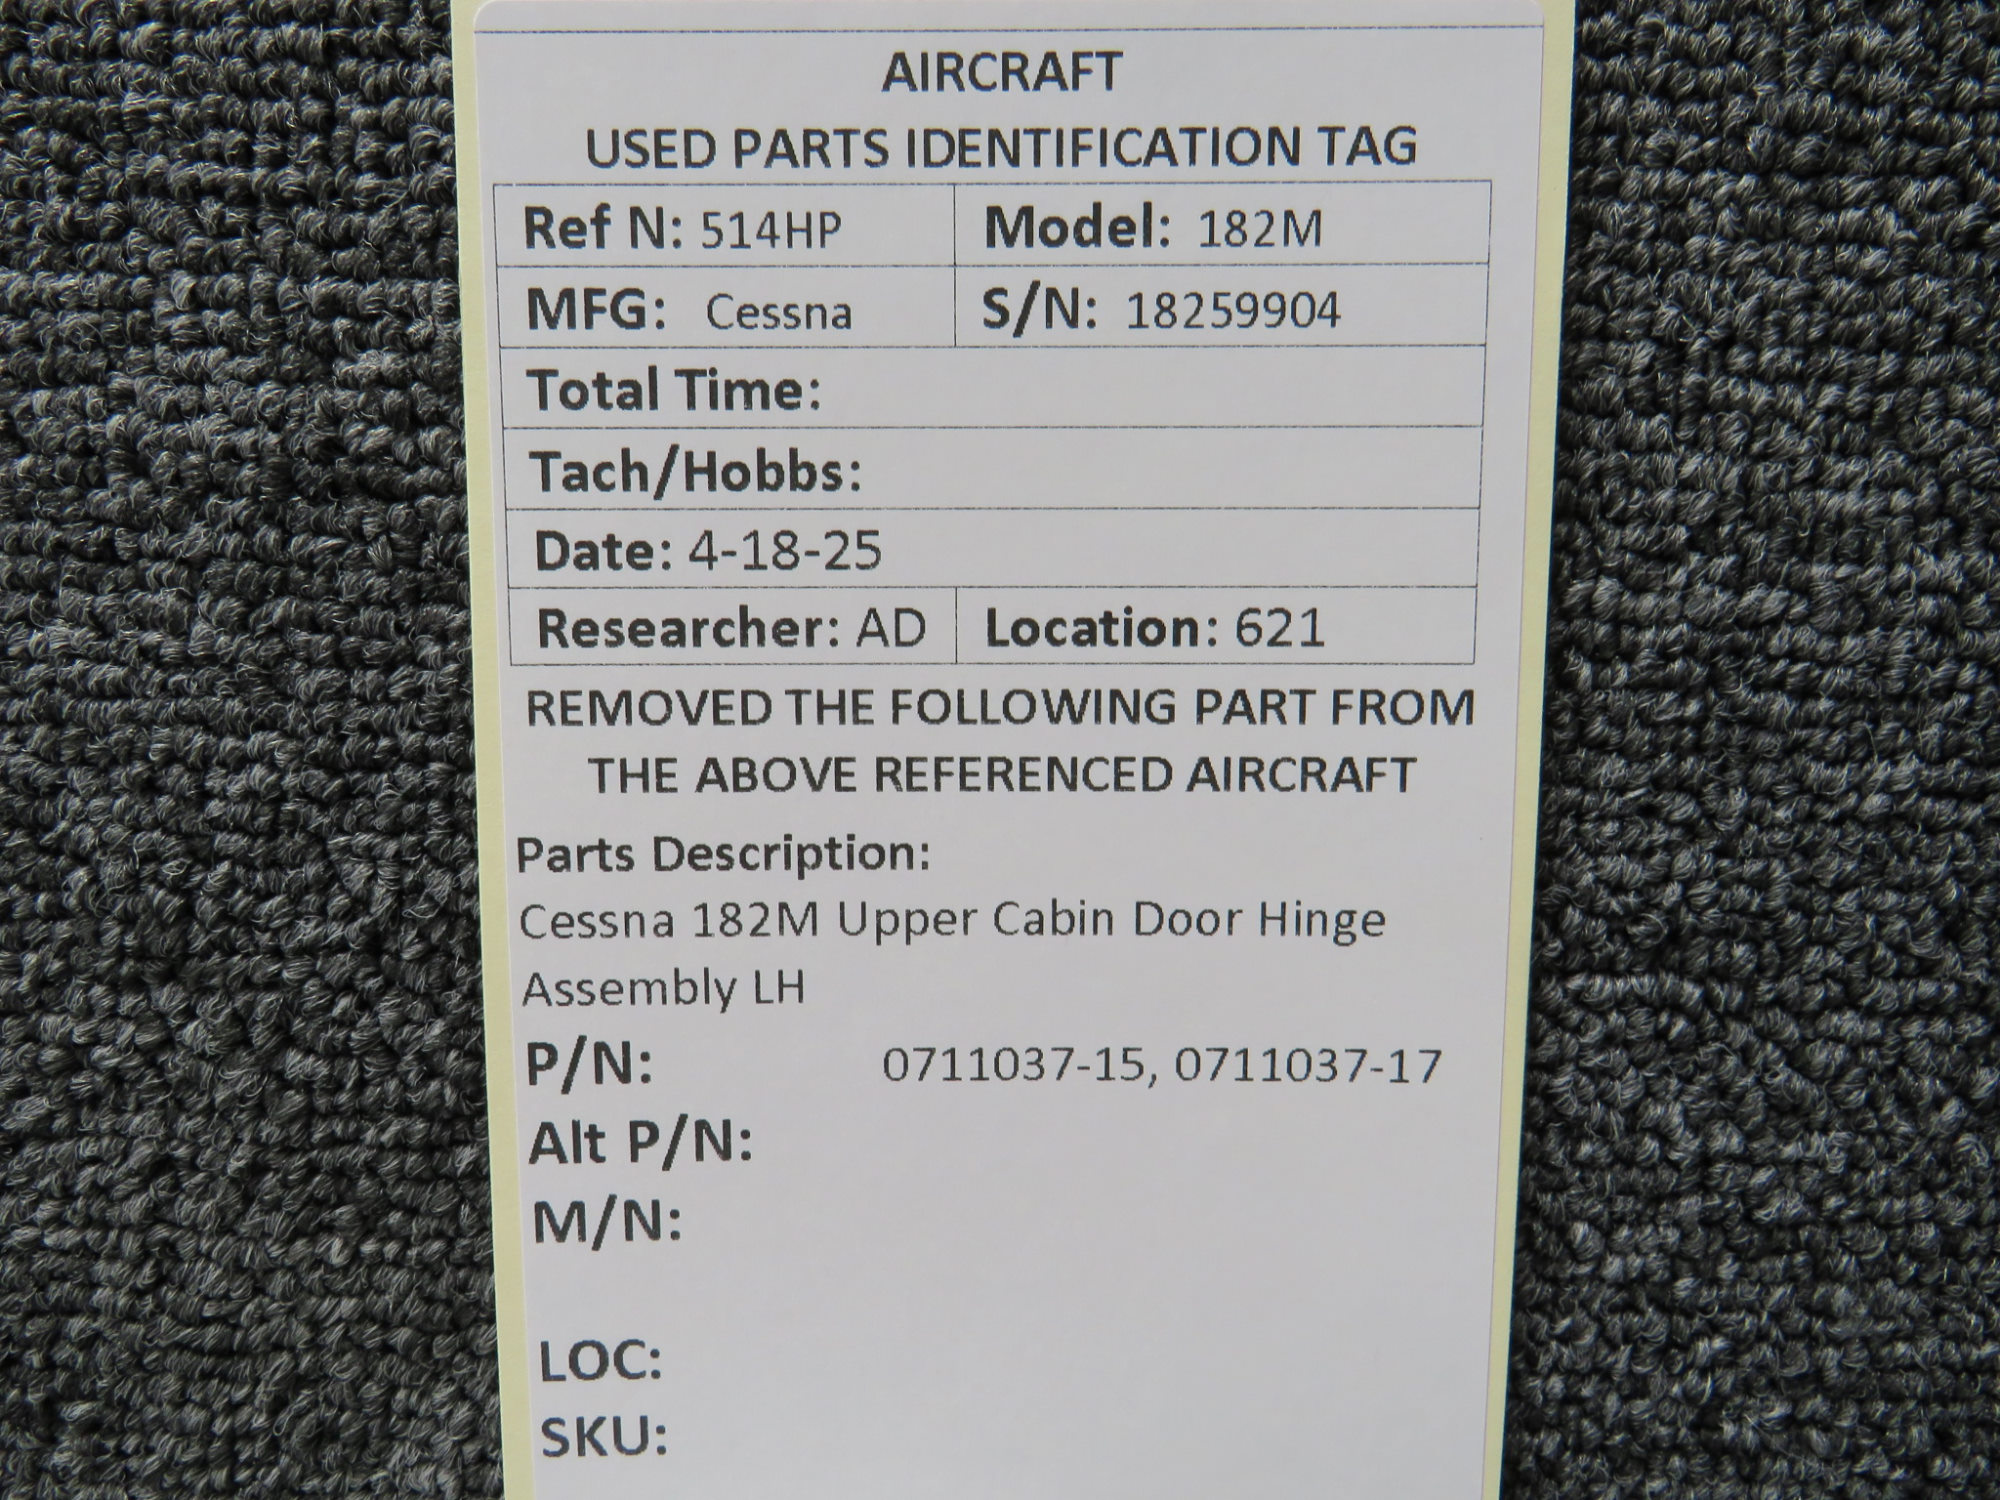 AIRCRAFT
USED PARTS IDENTIFICATION TAG
Ref N: 514HP Model: 182M
MFG: Cessna S/N: 18259904
Total Time:
Tach/Hobbs:
Date: 4-18-25
Researcher: AD Location: 621
REMOVED THE FOLLOWING PART FROM
THE ABOVE REFERENCED AIRCRAFT
Parts Description:
Cessna 182M Upper Cabin Door Hinge
Assembly LH
P/N: 0711037-15, 0711037-17
Alt P/N:
M/N:
LOC:
SKU: